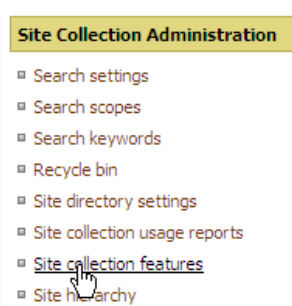 Site Collection Administration
Search settings
Search scopes
Search keywords
Recycle bin
Site directory settings
Site collection usage reports
Site collection features
Site hierarchy